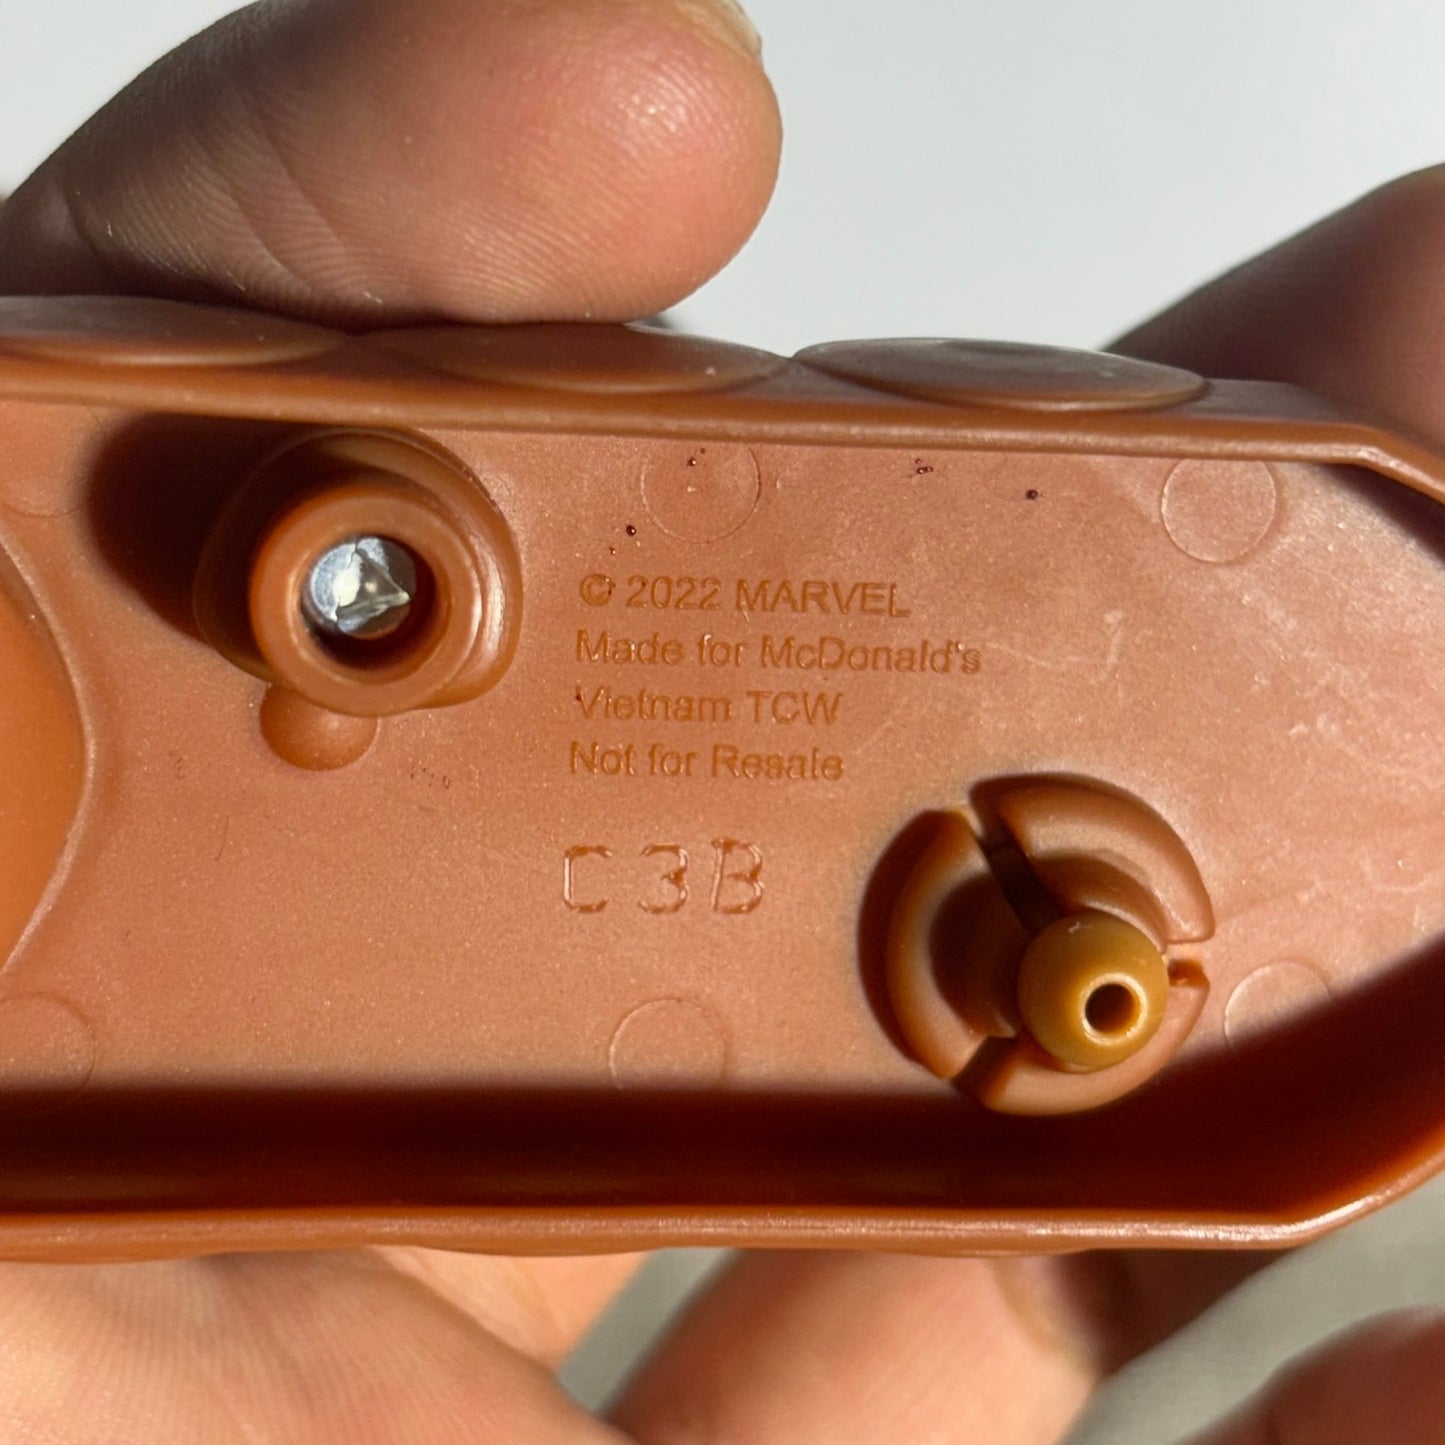 © 2022 MARVEL
Made for McDonald's
Vietnam TCW
Not for Resale
C3B